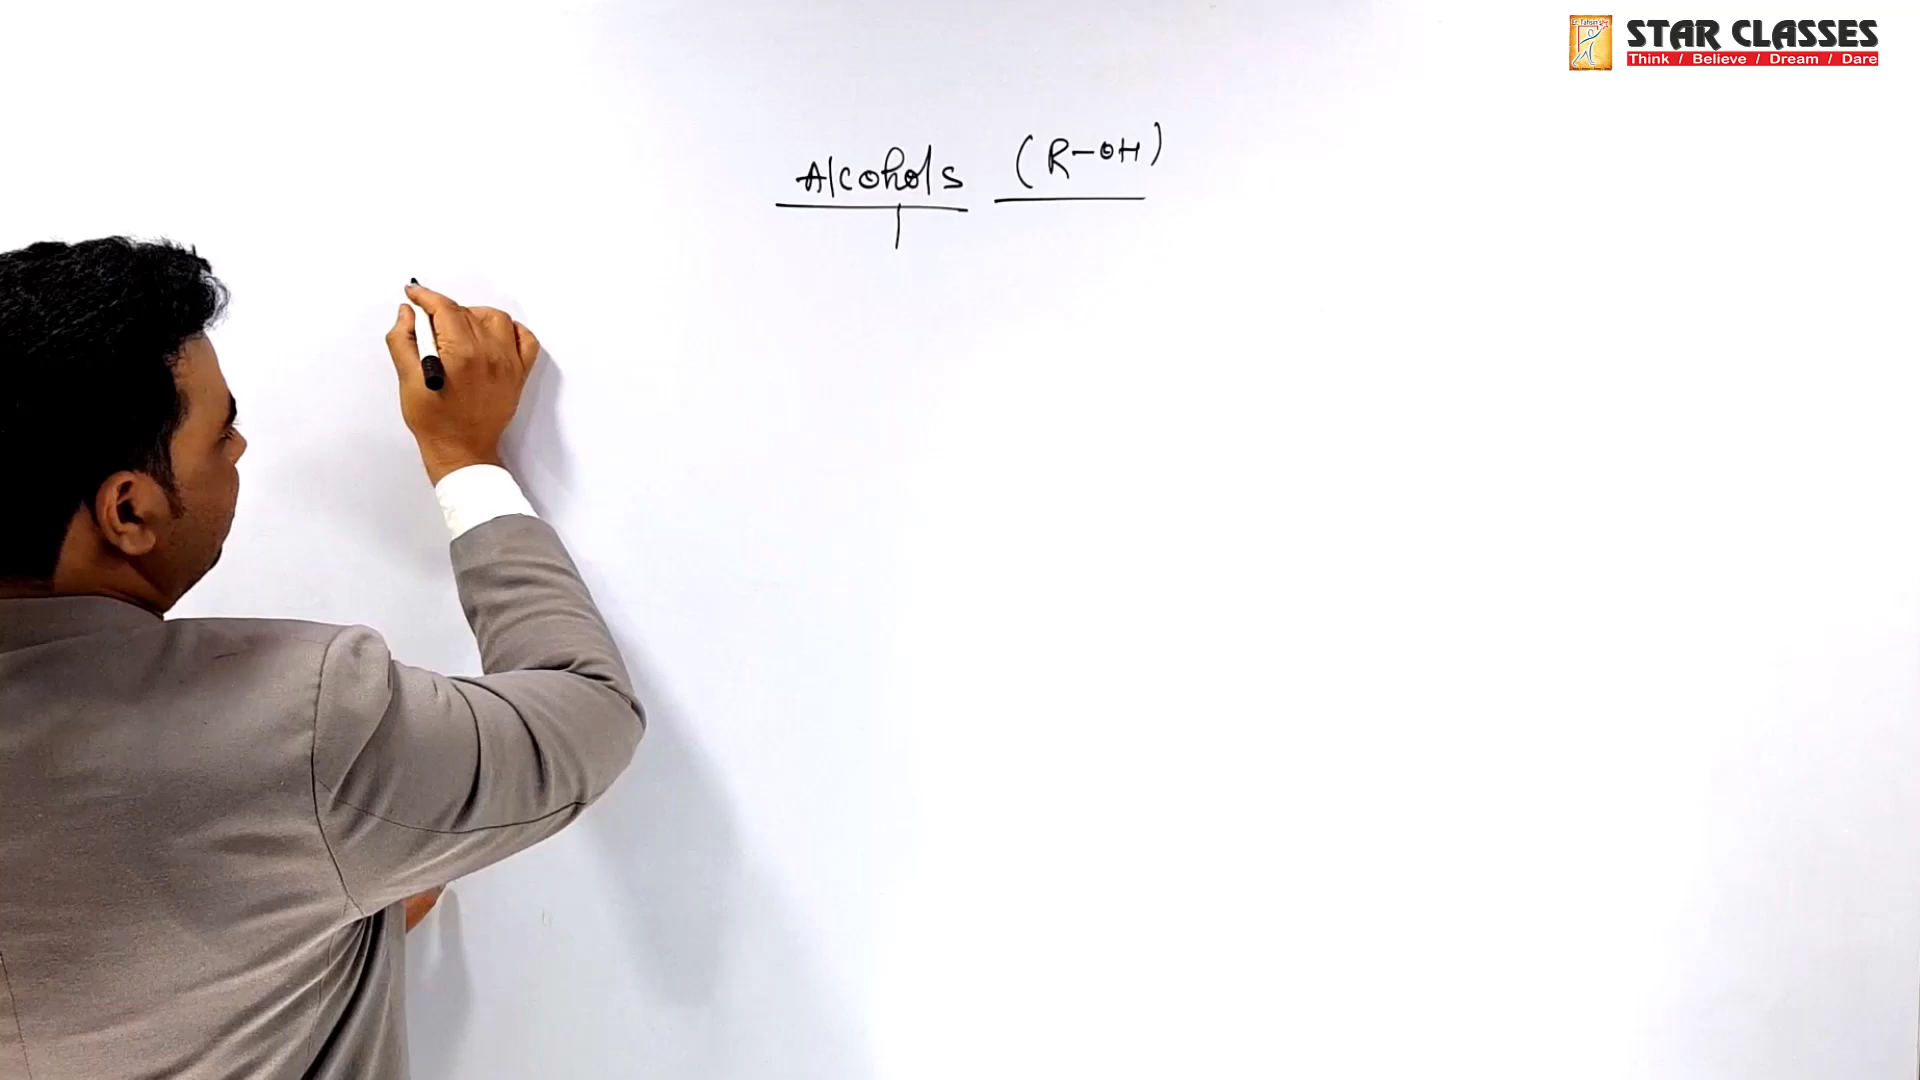 STAR CLASSES
Think / Believe / Dream / Dare
Alcohols (R-OH)